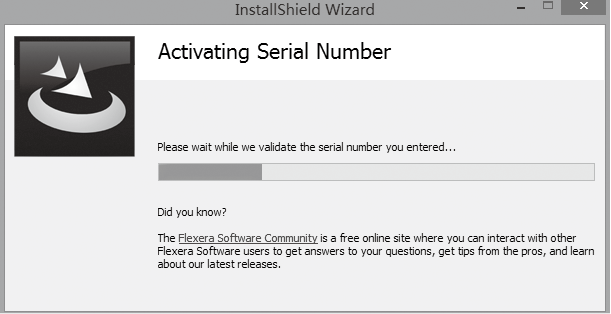 InstallShield Wizard
Activating Serial Number
Please wait while we validate the serial number you entered...
Did you know?
The Flexera Software Community is a free online site where you can interact with other
Flexera Software users to get answers to your questions, get tips from the pros, and learn
about our latest releases.